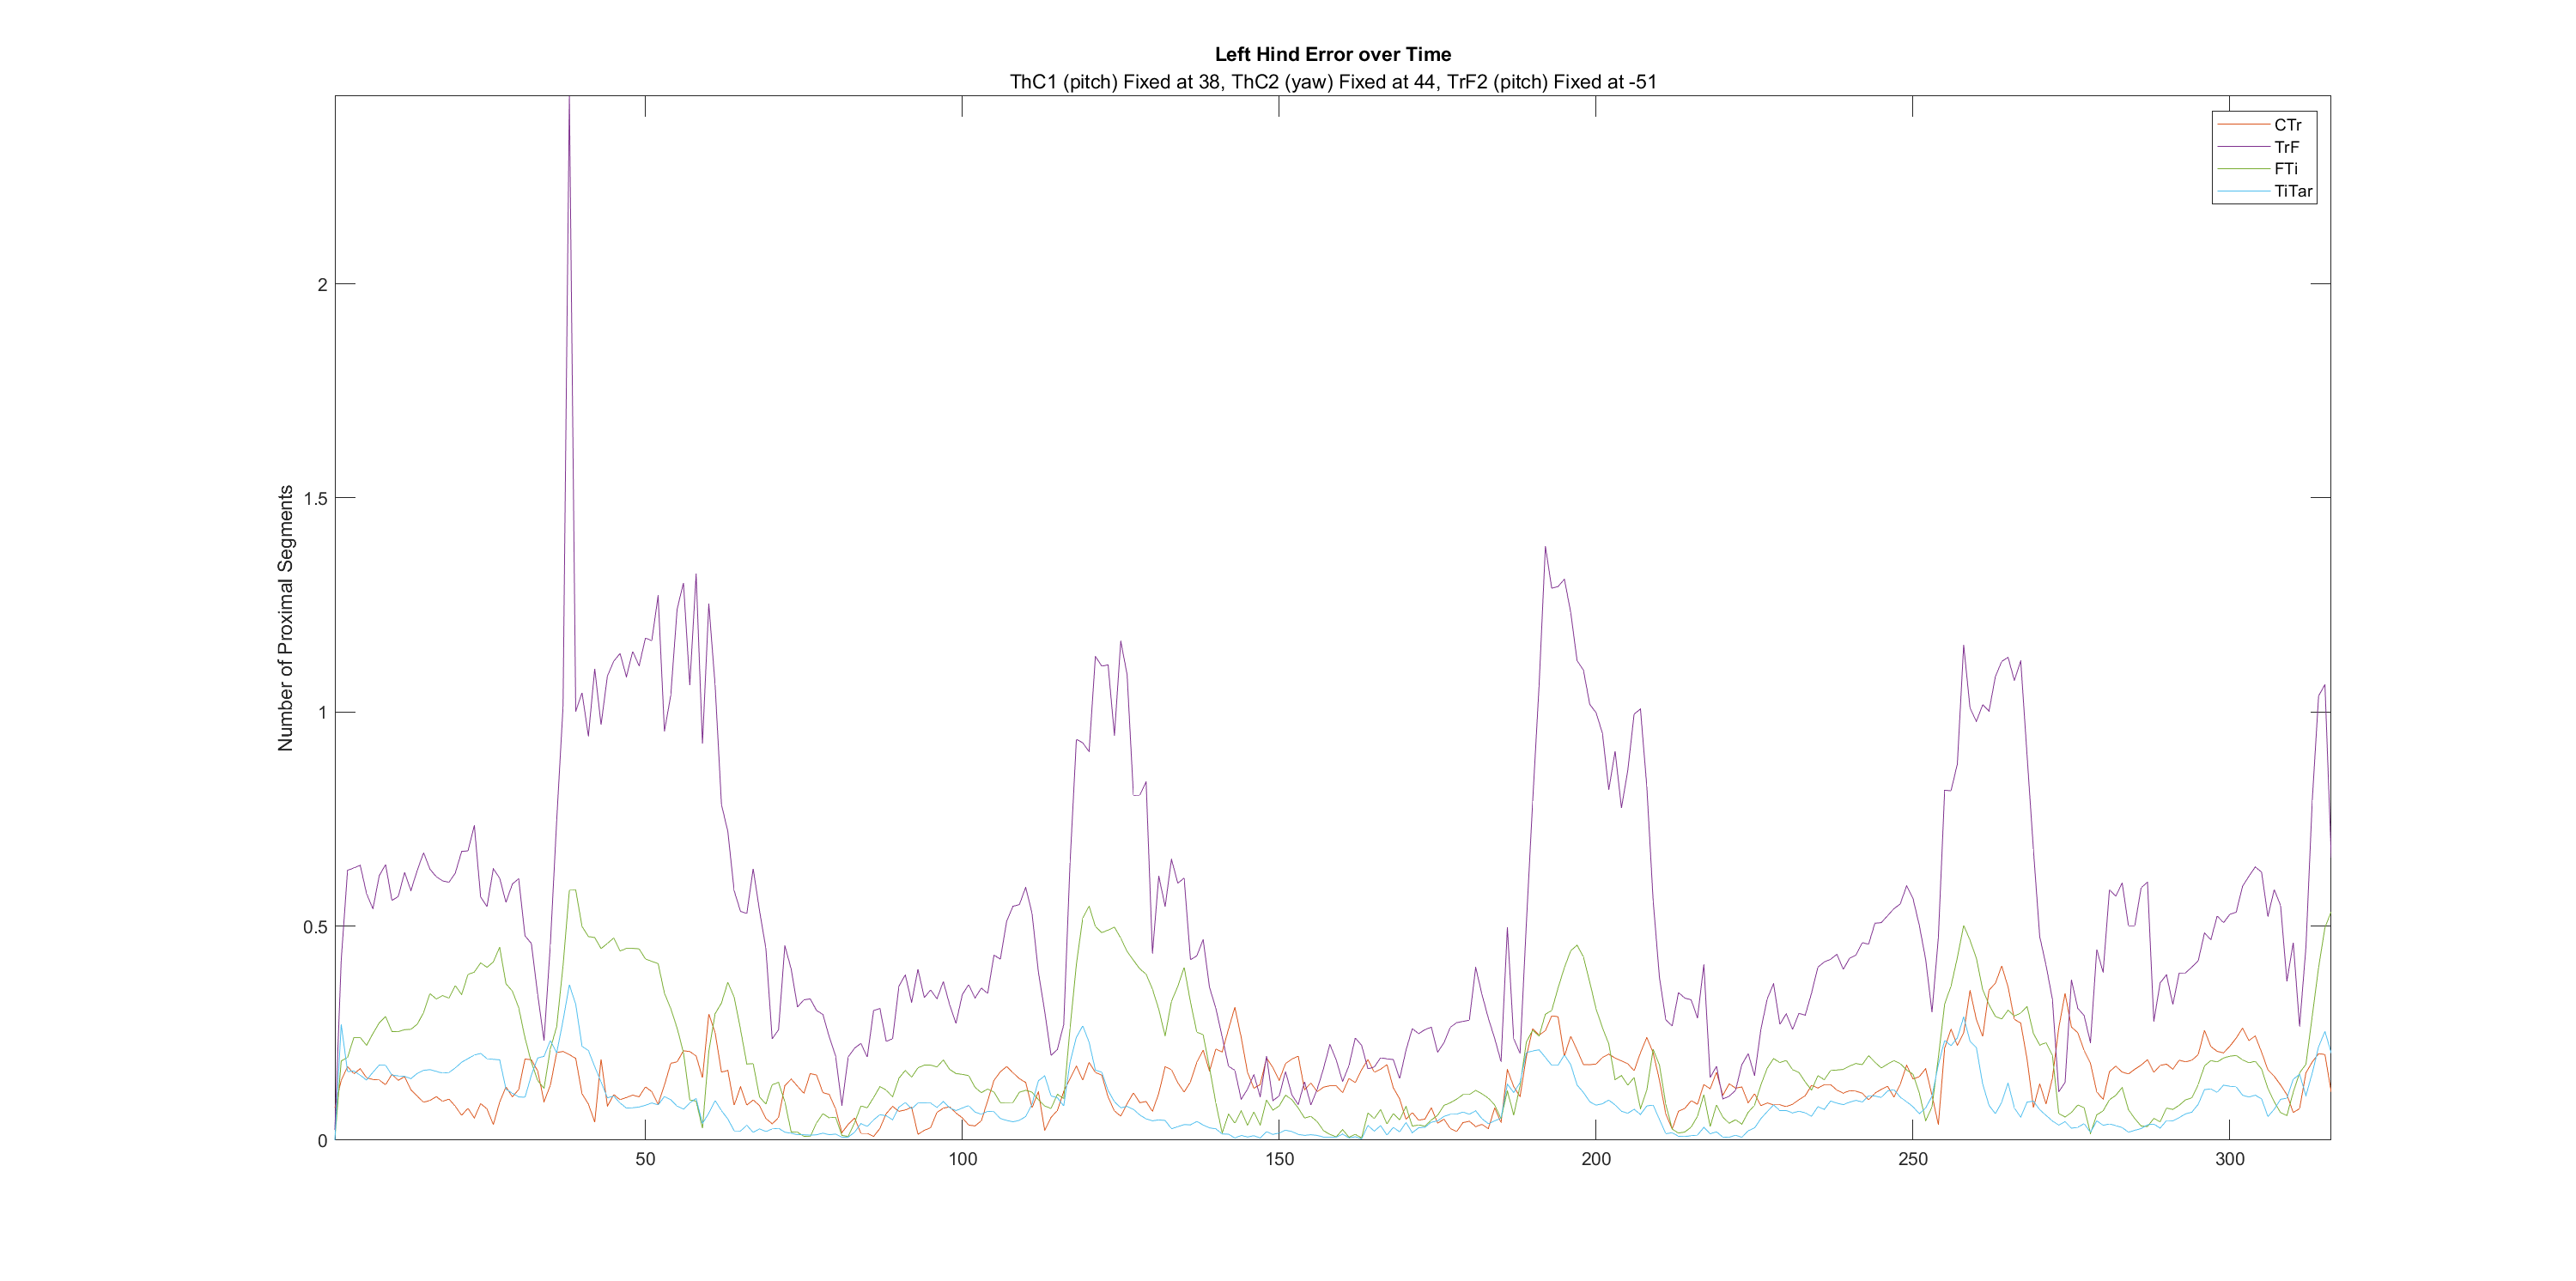 Left Hind Error over Time
ThC1 (pitch) Fixed at 38, ThC2 (yaw) Fixed at 44, TrF2 (pitch) Fixed at -51
CTr
TrF
FTi
TiTar
Number of Proximal Segments
2
1.5
1
0.5
0
50
100
150
200
250
300